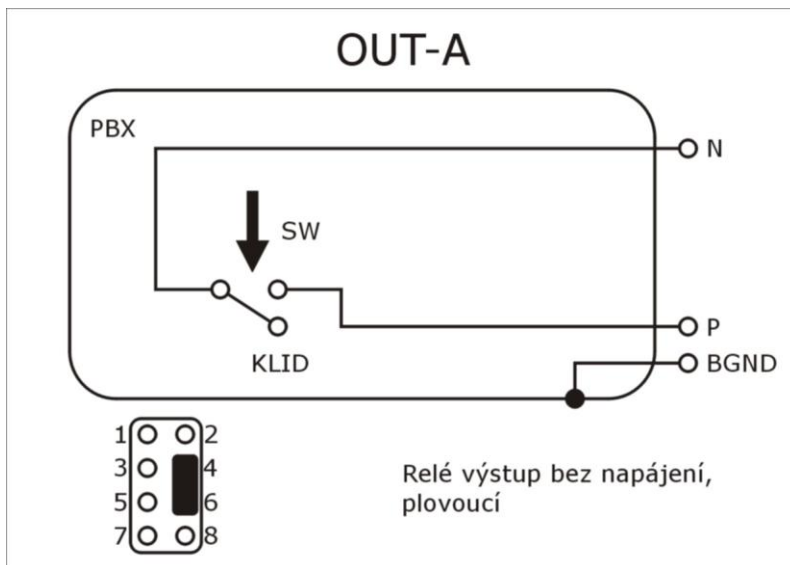 OUT-A
PBX
N
SW
P
KLID
BGND
1 2
3 4
5 6
7 8
Relé výstup bez napájení,
plovoucí